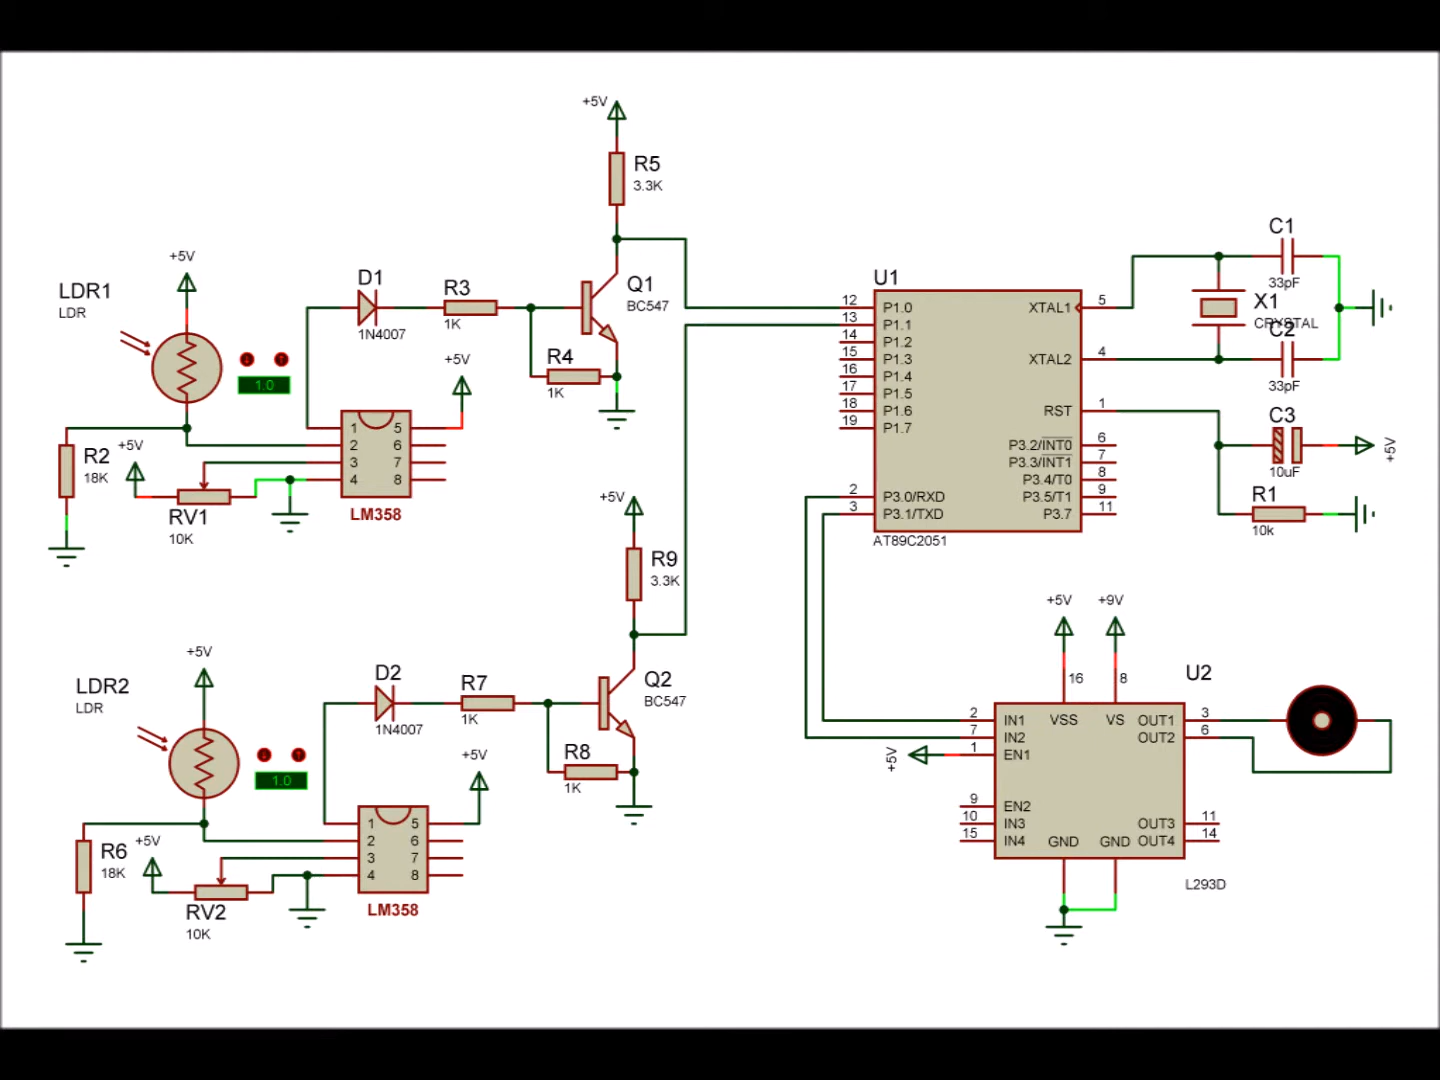 +5V
R5
3.3K
+5V
LDR1
LDR
1.0
D1
1N4007
R3
1K
Q1
BC547
R4
1K
+5V
R2
18K
+5V
RV1
10K
1
2
3
4
5
6
7
8
LM358
U1
12
13
14
15
16
17
18
19
2
3
P1.0
P1.1
P1.2
P1.3
P1.4
P1.5
P1.6
P1.7
P3.0/RXD
P3.1/TXD
XTAL1
XTAL2
RST
P3.2/INT0
P3.3/INT1
P3.4/T0
P3.5/T1
P3.7
5
4
1
6
7
8
9
11
AT89C2051
C1
33pF
X1
CRYSTAL
C2
33pF
C3
10uF
+5V
R1
10k
+5V
R9
3.3K
+5V
LDR2
LDR
1.0
D2
1N4007
R7
1K
Q2
BC547
R8
1K
+5V
R6
18K
+5V
RV2
10K
1
2
3
4
5
6
7
8
LM358
+5V
+9V
16
8
U2
2
7
1
9
10
15
+5V
IN1
IN2
EN1
EN2
IN3
IN4
VSS
VS
OUT1
OUT2
GND
GND
OUT3
OUT4
3
6
11
14
L293D